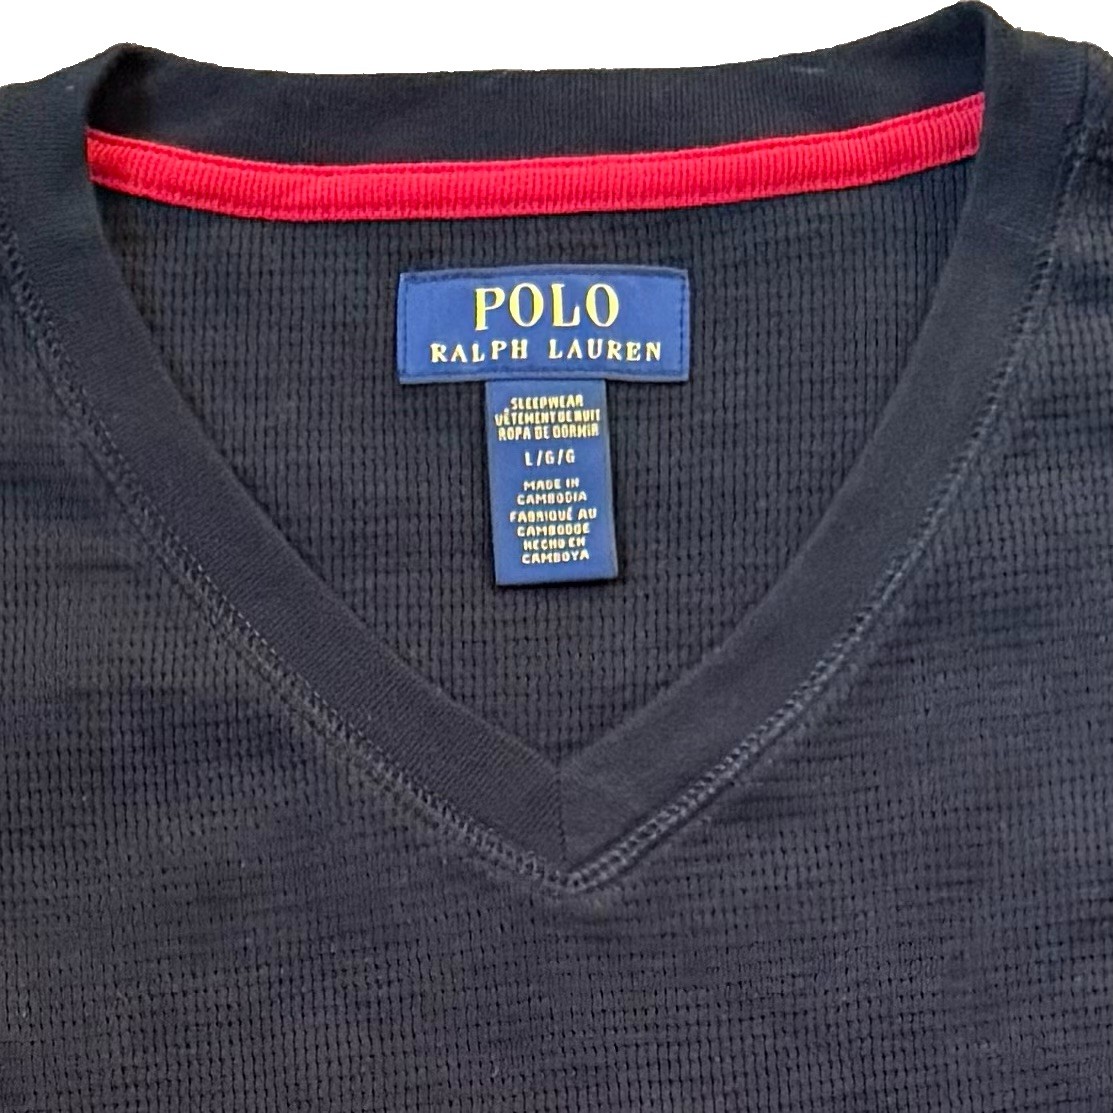 POLO
RALPH LAUREN
SLEEPWEAR
VÊTEMENT DE NUIT
ROPA DE DORMIR
L/G/G
MADE IN
CAMBODIA
FABRIQUÉ AU
CAMBODGE
HECHO EN
CAMBOYA